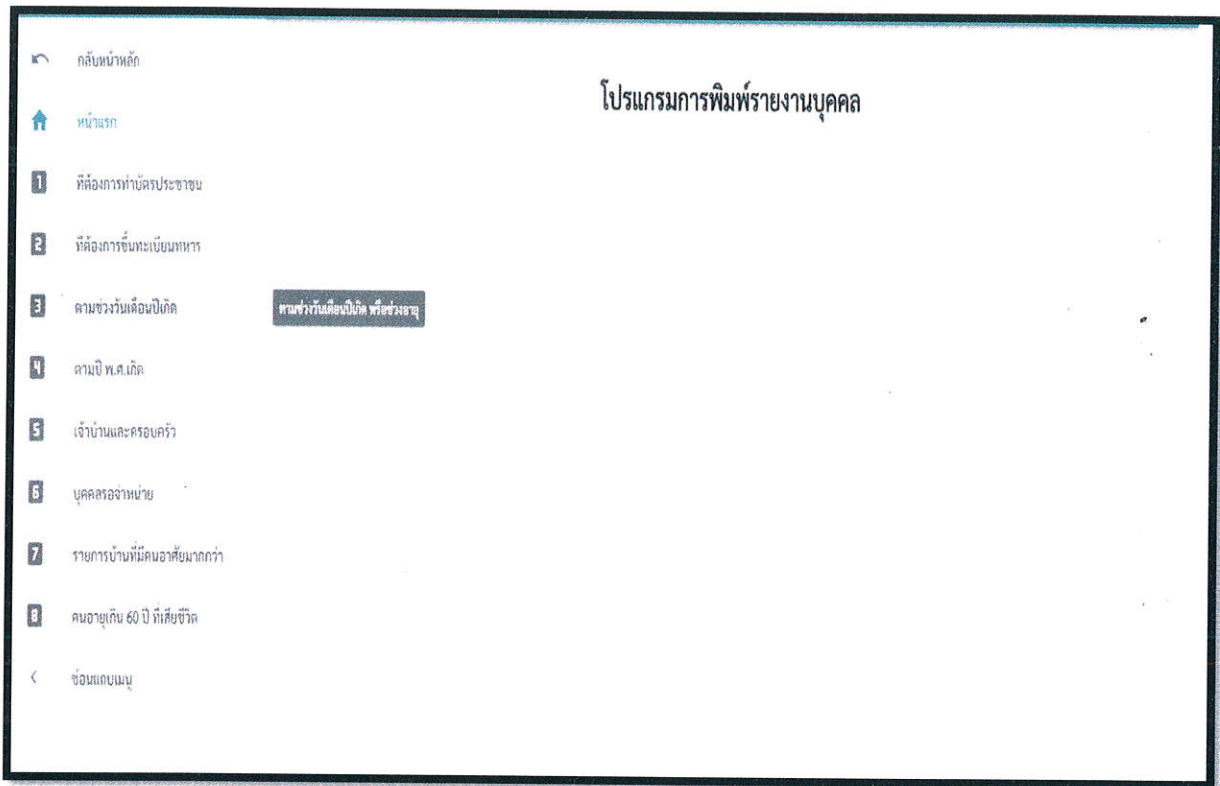 กลับหน้าหลัก
โปรแกรมการพิมพ์รายงานบุคคล
หน้าแรก
1 ที่ต้องการทำบัตรประชาชน
2 ที่ต้องการขึ้นทะเบียนทหาร
3 ตามช่วงวันเดือนปีเกิด
ตามช่วงวันเดือนปีเกิด หรือช่วงอายุ
4 ตามปี พ.ศ.เกิด
5 เจ้าบ้านและครอบครัว
6 บุคคลรอจำหน่าย
7 รายการบ้านที่มีคนอาศัยมากกว่า
8 คนอายุเกิน 60 ปี ที่เสียชีวิต
ซ่อนแถบเมนู